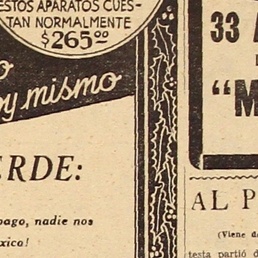 ESTOS APARATOS CUES-
TAN NORMALMENTE
$265.00
o
oy mismo
RDE:
pago, nadie nos
xico!
33 A
"M
AL P
(Viene d
testa partió d